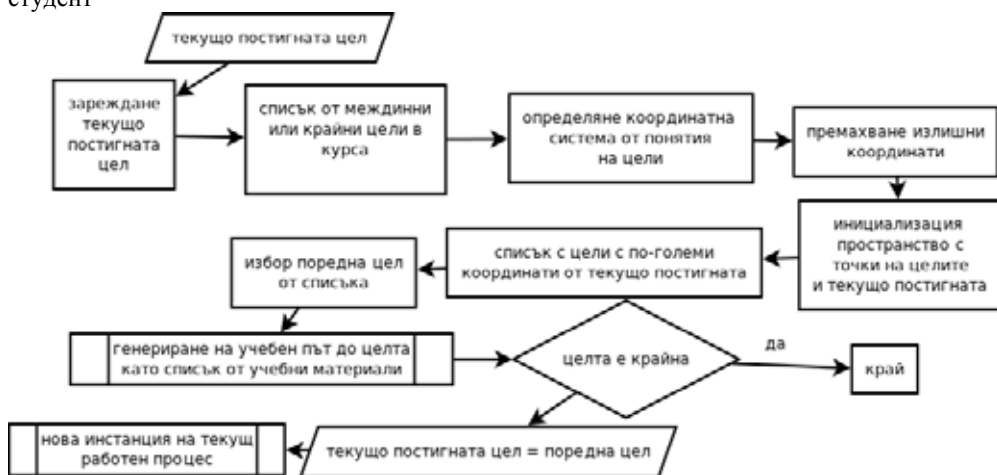 студент
текущо постигната цел
зареждане
текущо
постигната
цел
списък от междинни
или крайни цели в
курса
определяне координатна
система от понятия
на цели
премахване излишни
координати
инициализация
пространство с
точки на целите
и текущо постигната
списък с цели с по-големи
координати от текущо постигната
избор поредна цел
от списъка
генериране на учебен път до целта
като списък от учебни материали
целта е крайна
да
край
текущо постигната цел = поредна цел
нова инстанция на текущ
работен процес